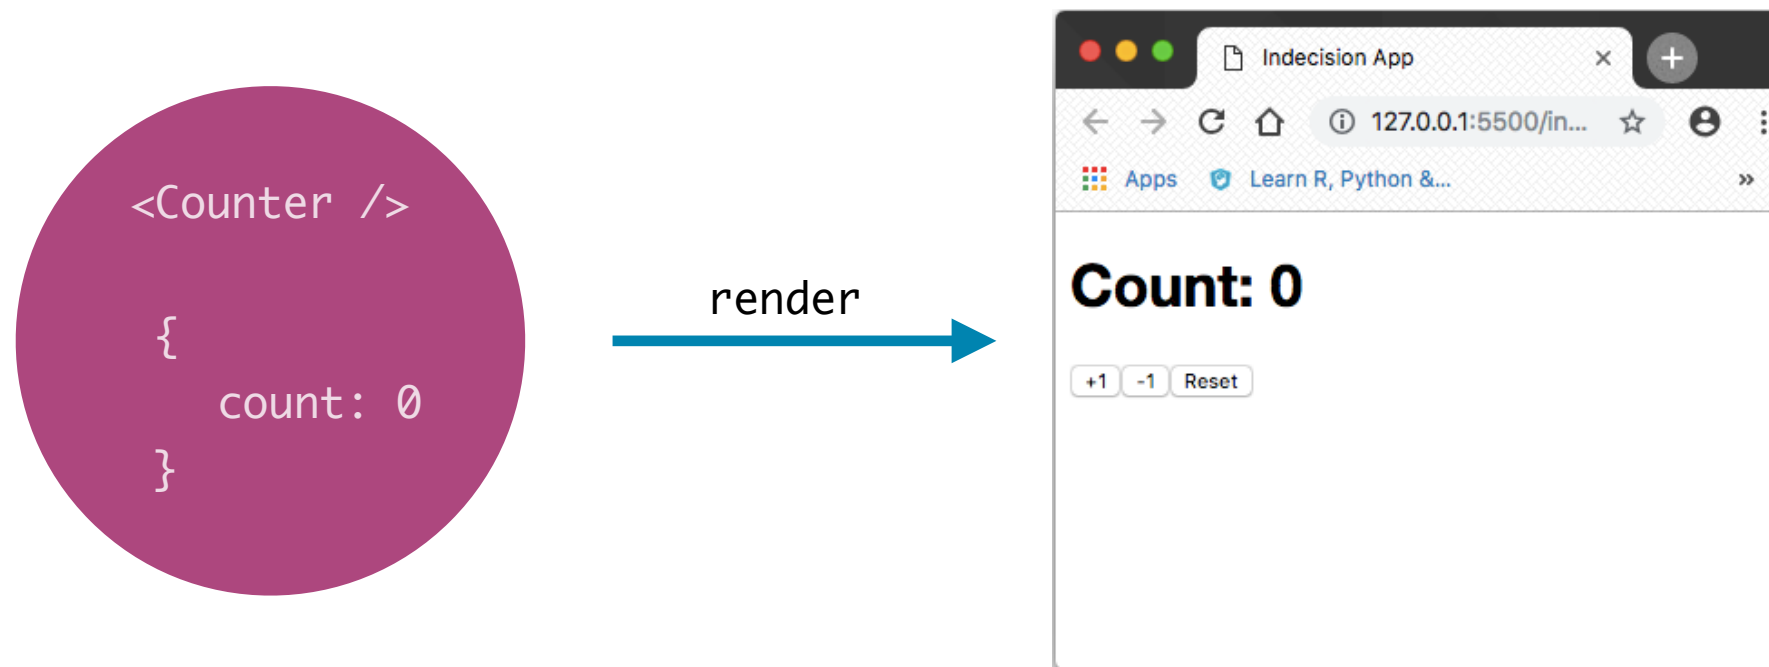 <Counter />
{
count: 0
}
render
Indecision App
127.0.0.1:5500/in...
Apps
Learn R, Python &...
»
Count: 0
+1 -1 Reset